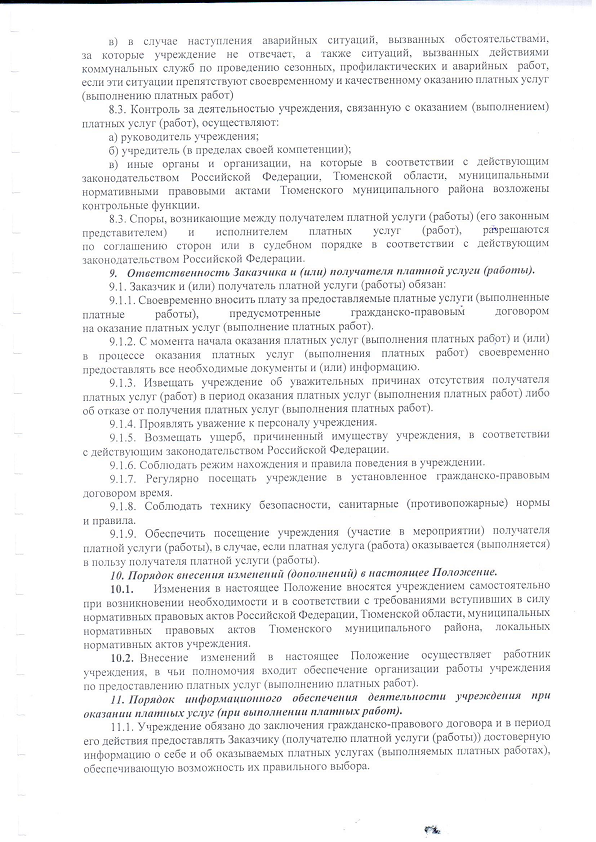 в) в случае наступления аварийных ситуаций, вызванных обстоятельствами,
за которые учреждение не отвечает, а также ситуаций, вызванных действиями
коммунальных служб по проведению сезонных, профилактических и аварийных работ,
если эти ситуации препятствуют своевременному и качественному оказанию платных услуг
(выполнению платных работ)
8.3. Контроль за деятельностью учреждения, связанную с оказанием (выполнением)
платных услуг (работ), осуществляют:
а) руководитель учреждения;
б) учредитель (в пределах своей компетенции);
в) иные органы и организации, на которые в соответствии с действующим
законодательством Российской Федерации, Тюменской области, муниципальными
нормативными правовыми актами Тюменского муниципального района возложены
контрольные функции.
8.3. Споры, возникающие между получателем платной услуги (работы) (его законным
представителем) и исполнителем платных услуг (работ), разрешаются
по соглашению сторон или в судебном порядке в соответствии с действующим
законодательством Российской Федерации.
9. Ответственность Заказчика и (или) получателя платной услуги (работы).
9.1. Заказчик и (или) получатель платной услуги (работы) обязан:
9.1.1. Своевременно вносить плату за предоставляемые платные услуги (выполненные
платные работы), предусмотренные гражданско-правовым договором
на оказание платных услуг (выполнение платных работ).
9.1.2. С момента начала оказания платных услуг (выполнения платных работ) и (или)
в процессе оказания платных услуг (выполнения платных работ) своевременно
предоставлять все необходимые документы и (или) информацию.
9.1.3. Извещать учреждение об уважительных причинах отсутствия получателя
платных услуг (работ) в период оказания платных услуг (выполнения платных работ) либо
об отказе от получения платных услуг (выполнения платных работ).
9.1.4. Проявлять уважение к персоналу учреждения.
9.1.5. Возмещать ущерб, причиненный имуществу учреждения, в соответствии
с действующим законодательством Российской Федерации.
9.1.6. Соблюдать режим нахождения и правила поведения в учреждении.
9.1.7. Регулярно посещать учреждение в установленное гражданско-правовым
договором время.
9.1.8. Соблюдать технику безопасности, санитарные (противопожарные) нормы
и правила.
9.1.9. Обеспечить посещение учреждения (участие в мероприятии) получателя
платной услуги (работы), в случае, если платная услуга (работа) оказывается (выполняется)
в пользу получателя платной услуги (работы).
10. Порядок внесения изменений (дополнений) в настоящее Положение.
10.1. Изменения в настоящее Положение вносятся учреждением самостоятельно
при возникновении необходимости и в соответствии с требованиями вступивших в силу
нормативных правовых актов Российской Федерации, Тюменской области, муниципальных
нормативных правовых актов Тюменского муниципального района, локальных
нормативных актов учреждения.
10.2. Внесение изменений в настоящее Положение осуществляет работник
учреждения, в чьи полномочия входит обеспечение организации работы учреждения
по предоставлению платных услуг (выполнению платных работ).
11. Порядок информационного обеспечения деятельности учреждения при
оказании платных услуг (при выполнении платных работ).
11.1. Учреждение обязано до заключения гражданско-правового договора и в период
его действия предоставлять Заказчику (получателю платной услуги (работы)) достоверную
информацию о себе и об оказываемых платных услугах (выполняемых платных работах),
обеспечивающую возможность их правильного выбора.